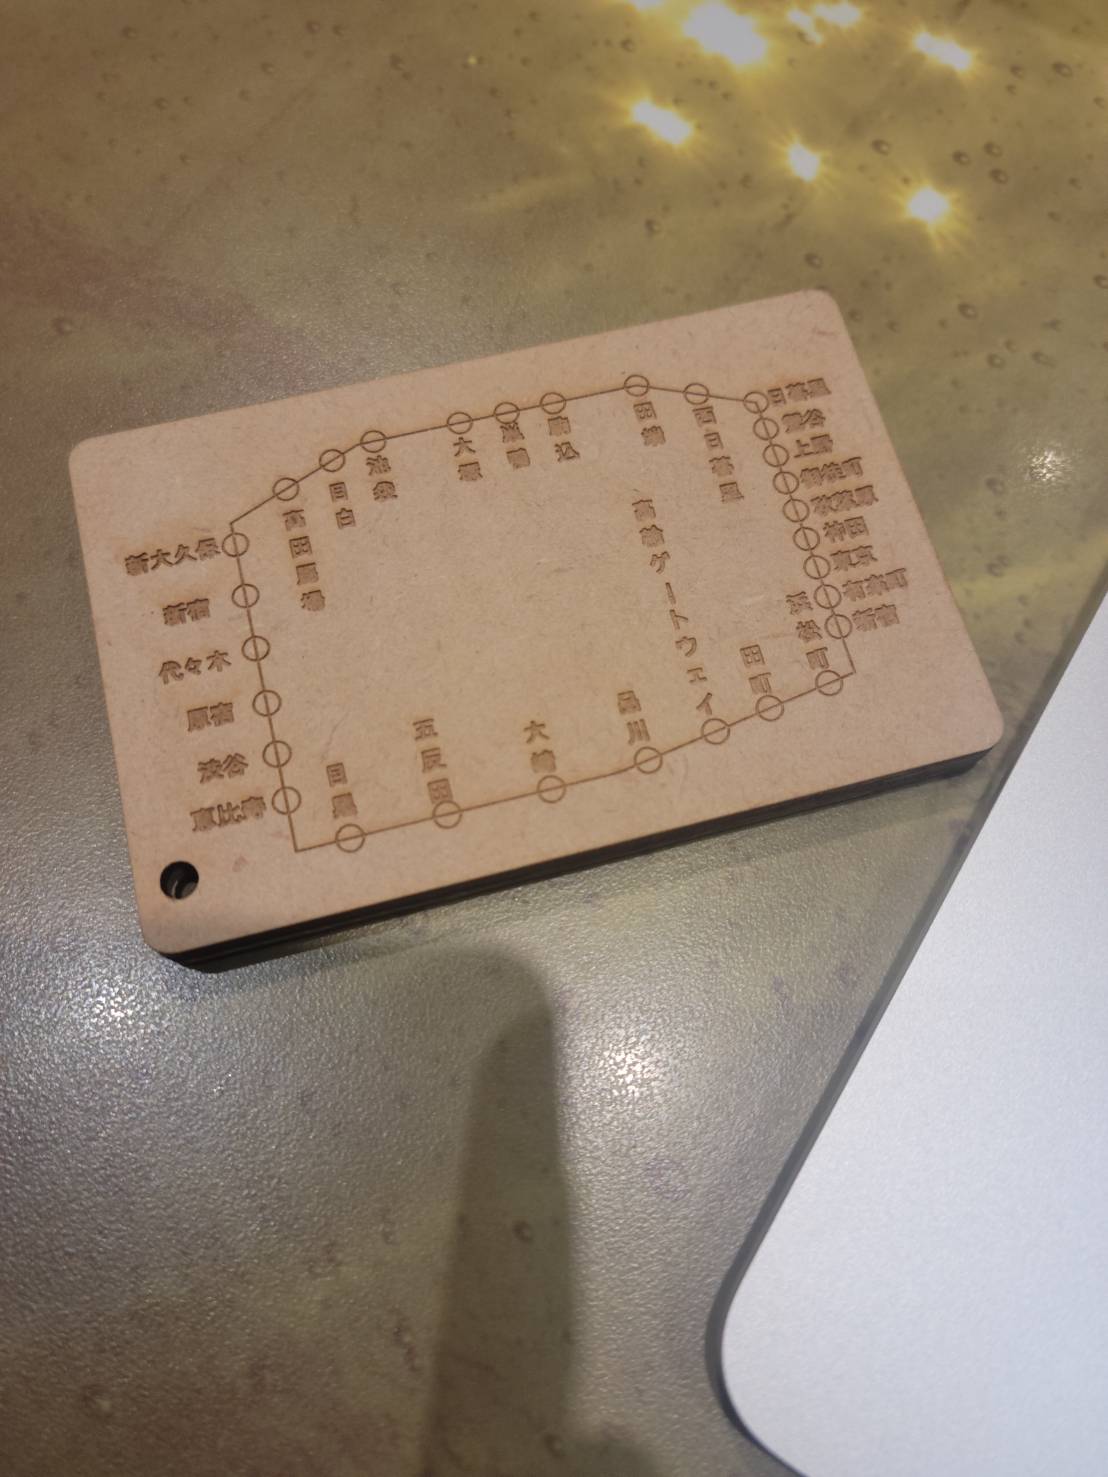 新大久保
新宿
代々木
原宿
渋谷
恵比寿
高田馬場
目白
池袋
大塚
巣鴨
駒込
田端
西日暮里
日暮里
鶯谷
上野
御徒町
秋葉原
神田
東京
有楽町
新宿
浜松町
田町
高輪ゲートウェイ
品川
大崎
五反田
目黒